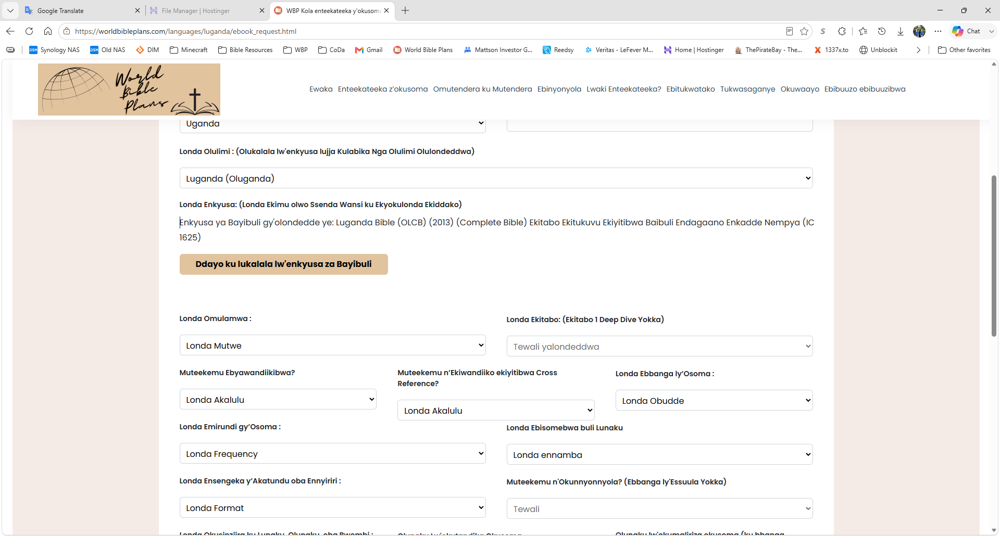 Google Translate
File Manager | Hostinger
WBP Kola enteekateeka y'okusoma
https://worldbibleplans.com/languages/luganda/ebook_request.html
Chat
Synology NAS
Old NAS
DIM
Minecraft
Bible Resources
WBP
CoDa
Gmail
World Bible Plans
Mattson Investor G...
Reedsy
Veritas - LeFever M...
Home | Hostinger
ThePirateBay - The...
1337x.to
Unblockit
Other favorites
World
Bible
Plans
Ewaka
Enteekateeka z’okusoma
Omutendera ku Mutendera
Ebinyonyola
Lwaki Enteekateeka?
Ebitukwatako
Tukwasaganye
Okuwaayo
Ebibuuzo ebibuuzibwa
Uganda
Londa Olulimi : (Olukalala lw'enkyusa lujja Kulabika Nga Olulimi Olulondeddwa)
Luganda (Oluganda)
Londa Enkyusa: (Londa Ekimu olwo Ssenda Wansi ku Ekyokulonda Ekiddako)
Enkyusa ya Bayibuli gy'olondedde ye: Luganda Bible (OLCB) (2013) (Complete Bible) Ekitabo Ekitukuvu Ekiyitibwa Baibuli Endagaano Enkadde Nempya (IC
1625)
Ddayo ku lukalala lw'enkyusa za Bayibuli
Londa Omulamwa :
Londa Ekitabo: (Ekitabo 1 Deep Dive Yokka)
Londa Mutwe
Tewali yalondeddwa
Muteekemu Ebyawandiikibwa?
Muteekemu n’Ekiwandiiko ekiyitibwa Cross
Reference?
Londa Ebbanga ly’Osoma :
Londa Akalulu
Londa Akalulu
Londa Obudde
Londa Emirundi gy’Osoma :
Londa Ebisomebwa buli Lunaku
Londa Frequency
Londa ennamba
Londa Ensengeka y’Akatundu oba Ennyiriri :
Muteekemu n'Okunnyonnyola? (Ebbanga ly'Essuula Yokka)
Londa Format
Tewali